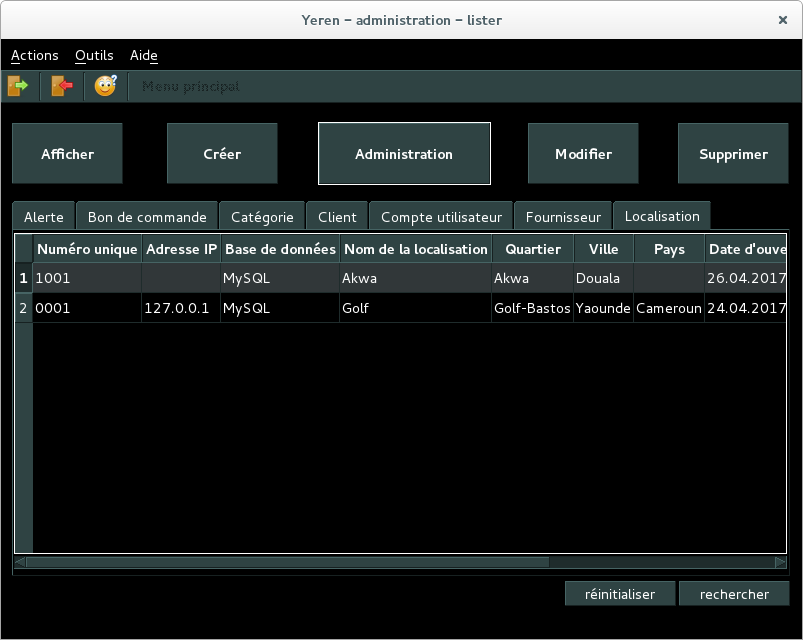 Yeren – administration – lister
Actions Outils Aide
Menu principal
Afficher Créer Administration Modifier Supprimer
Alerte Bon de commande Catégorie Client Compte utilisateur Fournisseur Localisation
Numéro unique Adresse IP Base de données Nom de la localisation Quartier Ville Pays Date d'ouve
1 1001 MySQL Akwa Akwa Douala 26.04.2017
2 0001 127.0.0.1 MySQL Golf Golf-Bastos Yaounde Cameroun 24.04.2017
réinitialiser rechercher